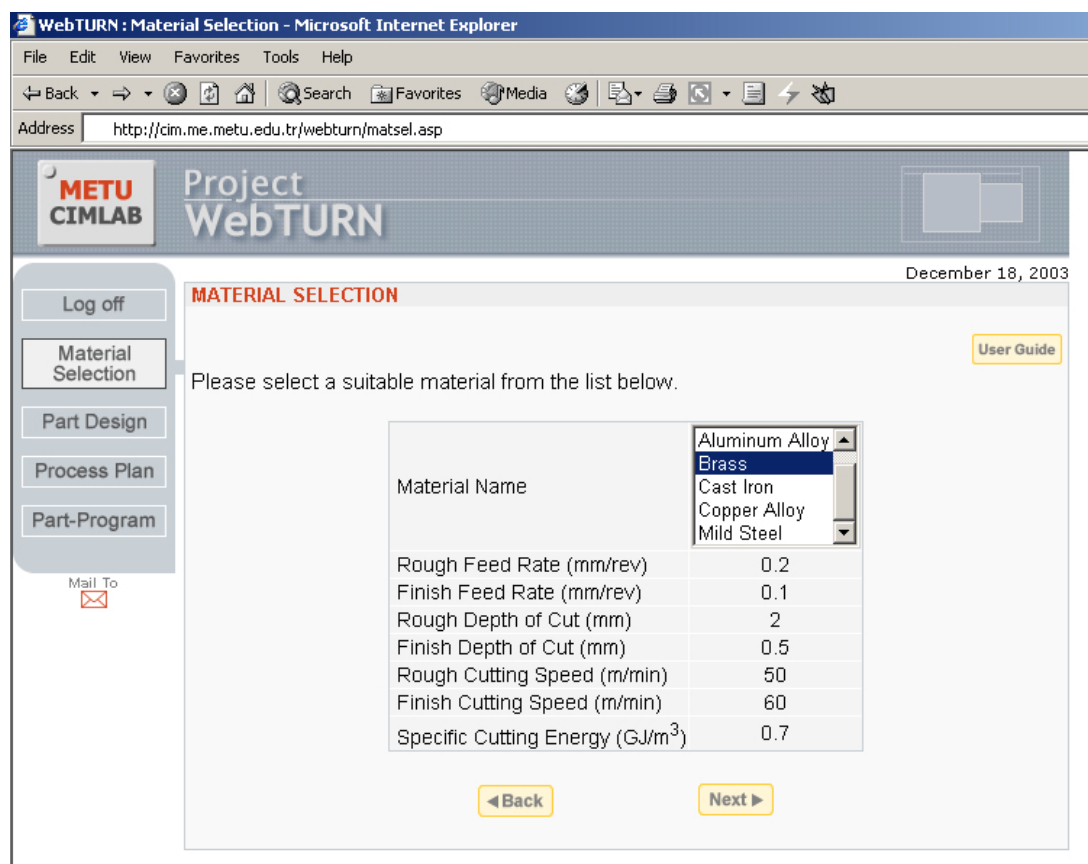 WebTURN : Material Selection - Microsoft Internet Explorer
File Edit View Favorites Tools Help
Back Search Favorites Media
Address http://cim.me.metu.edu.tr/webturn/matsel.asp
METU
CIMLAB
Project
WebTURN
December 18, 2003
Log off
Material
Selection
Part Design
Process Plan
Part-Program
Mail To
MATERIAL SELECTION
User Guide
Please select a suitable material from the list below.
Material Name
Aluminum Alloy
Brass
Cast Iron
Copper Alloy
Mild Steel
Rough Feed Rate (mm/rev) 0.2
Finish Feed Rate (mm/rev) 0.1
Rough Depth of Cut (mm) 2
Finish Depth of Cut (mm) 0.5
Rough Cutting Speed (m/min) 50
Finish Cutting Speed (m/min) 60
Specific Cutting Energy (GJ/m³) 0.7
Back Next